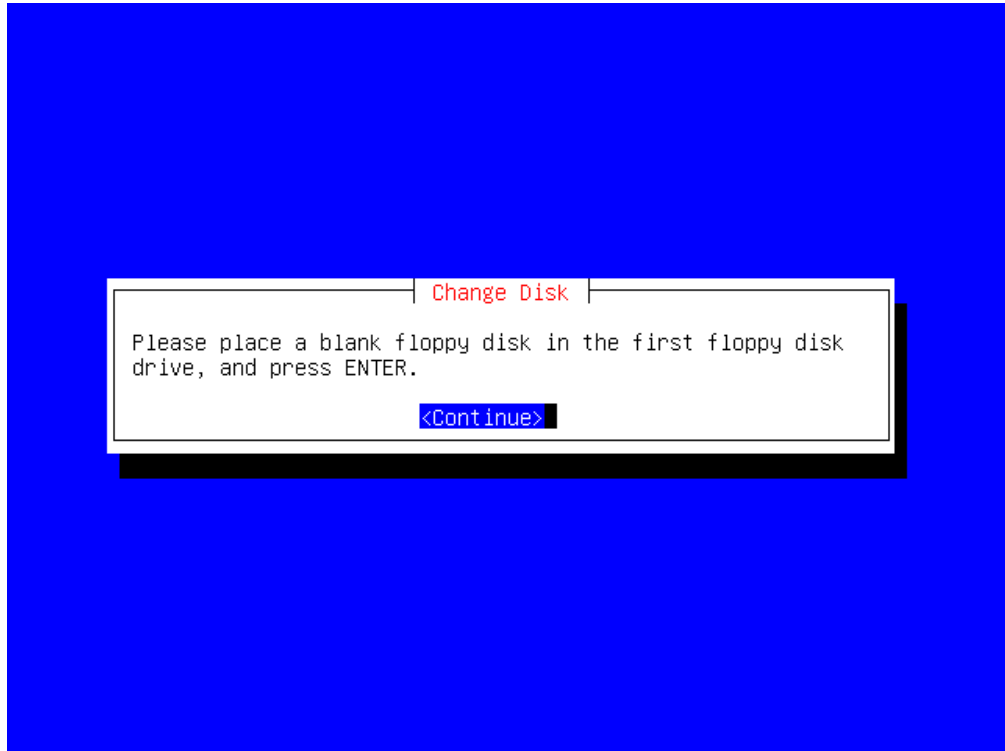 Change Disk
Please place a blank floppy disk in the first floppy disk
drive, and press ENTER.
<Continue>